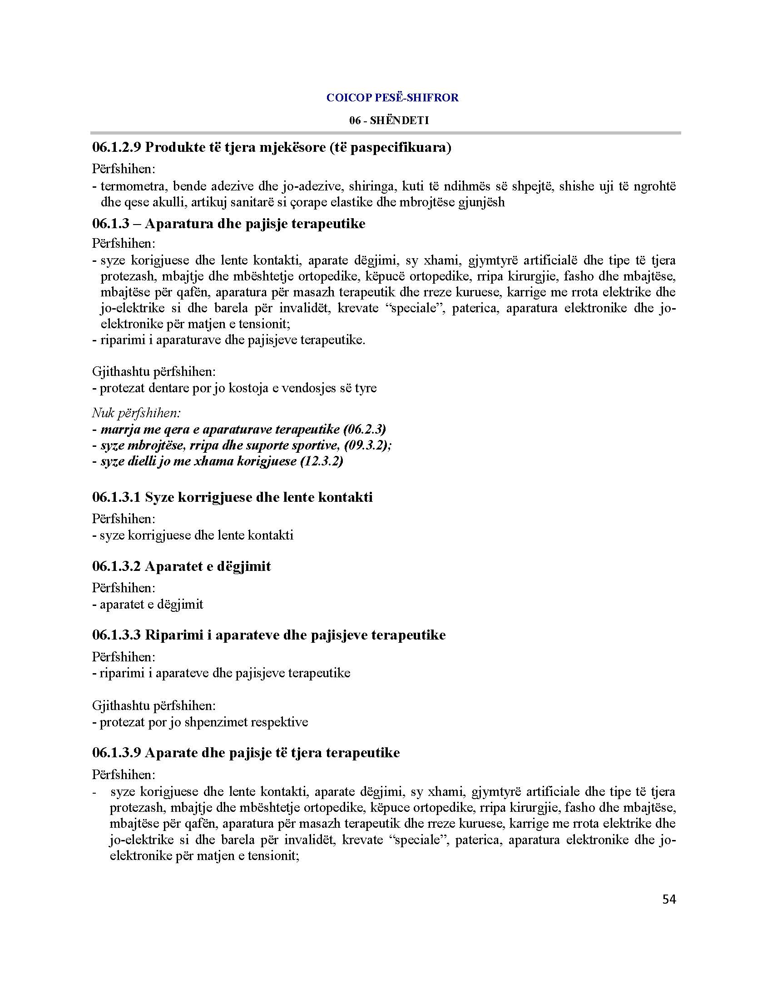 COICOP PESË-SHIFROR
06 - SHËNDETI
06.1.2.9 Produkte të tjera mjekësore (të paspecifikuara)
Përfshihen:
- termometra, bende adezive dhe jo-adezive, shiringa, kuti të ndihmës së shpejtë, shishe uji të ngrohtë
dhe qese akulli, artikuj sanitarë si çorape elastike dhe mbrojtëse gjunjësh
06.1.3 – Aparatura dhe pajisje terapeutike
Përfshihen:
- syze korigjuese dhe lente kontakti, aparate dëgjimi, sy xhami, gjymtyrë artificialë dhe tipe të tjera
protezash, mbajtje dhe mbështetje ortopedike, këpucë ortopedike, rripa kirurgjie, fasho dhe mbajtëse,
mbajtëse për qafën, aparatura për masazh terapeutik dhe rreze kuruese, karrige me rrota elektrike dhe
jo-elektrike si dhe barela për invalidët, krevate “speciale”, paterica, aparatura elektronike dhe jo-
elektronike për matjen e tensionit;
- riparimi i aparaturave dhe pajisjeve terapeutike.
Gjithashtu përfshihen:
- protezat dentare por jo kostoja e vendosjes së tyre
Nuk përfshihen:
- marrja me qera e aparaturave terapeutike (06.2.3)
- syze mbrojtëse, rripa dhe suporte sportive, (09.3.2);
- syze dielli jo me xhama korigjuese (12.3.2)
06.1.3.1 Syze korrigjuese dhe lente kontakti
Përfshihen:
- syze korrigjuese dhe lente kontakti
06.1.3.2 Aparatet e dëgjimit
Përfshihen:
- aparatet e dëgjimit
06.1.3.3 Riparimi i aparateve dhe pajisjeve terapeutike
Përfshihen:
- riparimi i aparateve dhe pajisjeve terapeutike
Gjithashtu përfshihen:
- protezat por jo shpenzimet respektive
06.1.3.9 Aparate dhe pajisje të tjera terapeutike
Përfshihen:
- syze korigjuese dhe lente kontakti, aparate dëgjimi, sy xhami, gjymtyrë artificiale dhe tipe të tjera
protezash, mbajtje dhe mbështetje ortopedike, këpuce ortopedike, rripa kirurgjie, fasho dhe mbajtëse,
mbajtëse për qafën, aparatura për masazh terapeutik dhe rreze kuruese, karrige me rrota elektrike dhe
jo-elektrike si dhe barela për invalidët, krevate “speciale”, paterica, aparatura elektronike dhe jo-
elektronike për matjen e tensionit;
54